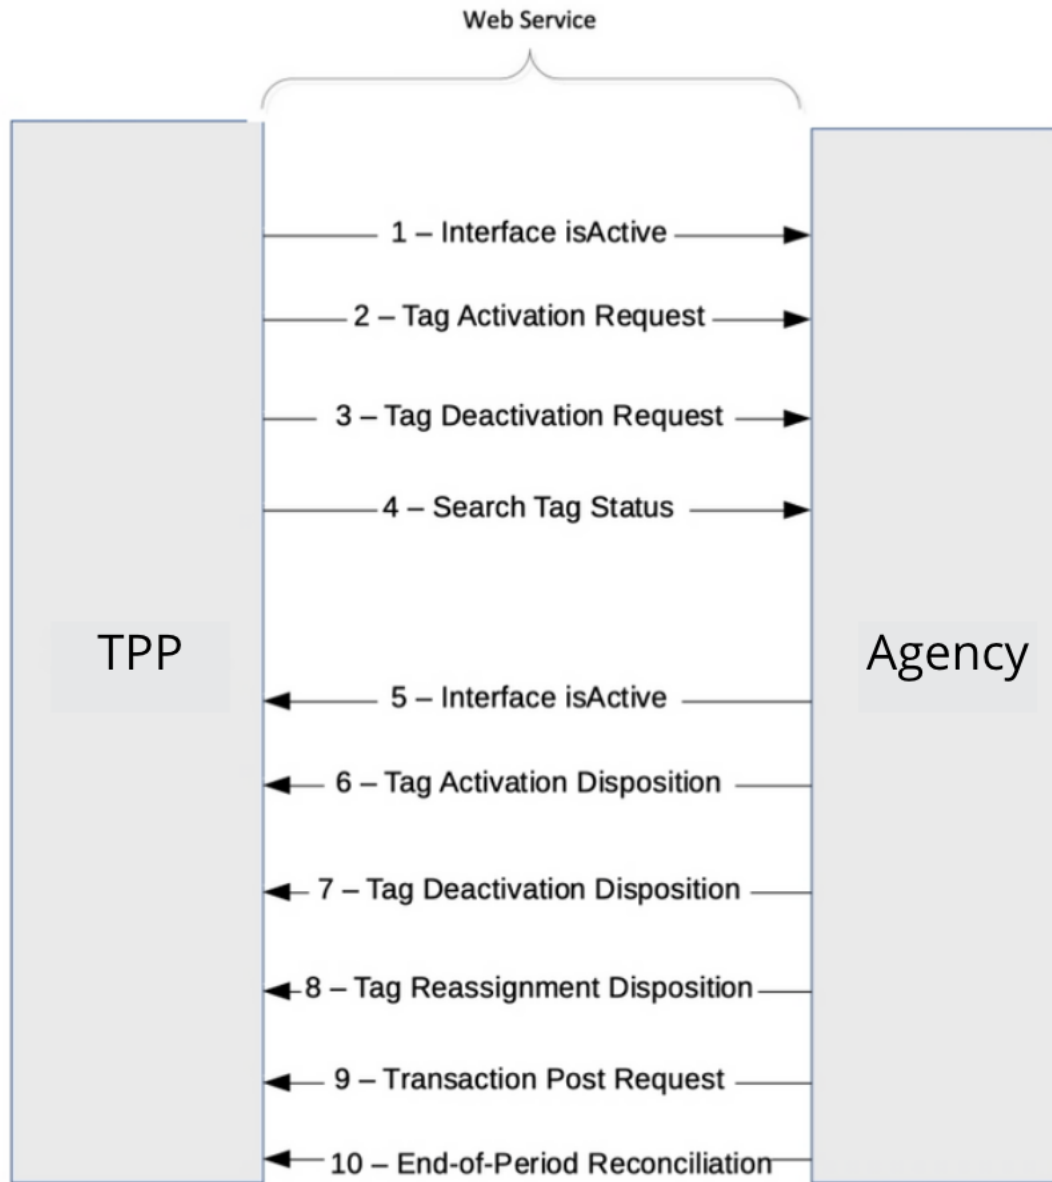 Web Service
1 – Interface isActive
2 – Tag Activation Request
3 – Tag Deactivation Request
4 – Search Tag Status
TPP
Agency
5 – Interface isActive
6 – Tag Activation Disposition
7 – Tag Deactivation Disposition
8 – Tag Reassignment Disposition
9 – Transaction Post Request
10 – End-of-Period Reconciliation